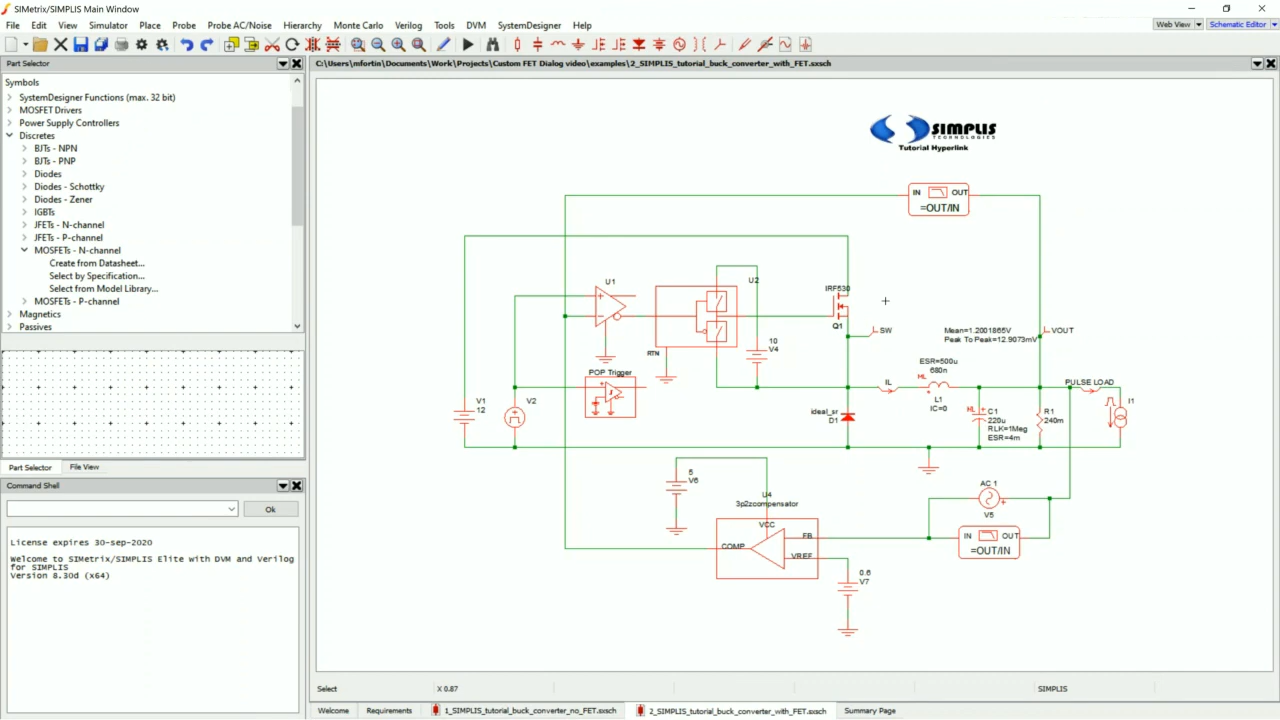 SIMetrix/SIMPLIS Main Window
File Edit View Simulator Place Probe Probe AC/Noise Hierarchy Monte Carlo Verilog Tools DVM SystemDesigner Help
Web View Schematic Editor
Part Selector
C:\Users\mfortin\Documents\Work\Projects\Custom FET Dialog video\examples\2_SIMPLIS_tutorial_buck_converter_with_FET.sxsch
Symbols
SystemDesigner Functions (max. 32 bit)
MOSFET Drivers
Power Supply Controllers
Discretes
BJTs - NPN
BJTs - PNP
Diodes
Diodes - Schottky
Diodes - Zener
IGBTs
JFETs - N-channel
JFETs - P-channel
MOSFETs - N-channel
Create from Datasheet...
Select by Specification...
Select from Model Library...
MOSFETs - P-channel
Magnetics
Passives
Part Selector File View
Command Shell
Ok
License expires 30-sep-2020
Welcome to SIMetrix/SIMPLIS Elite with DVM and Verilog
for SIMPLIS
Version 8.30d (x64)
SIMPLIS
TECHNOLOGIES
Tutorial Hyperlink
IN OUT
=OUT/IN
U1
U2
IRF530
Q1
SW
Mean=1.2001865V
Peak To Peak=12.9073mV
VOUT
RTN
10
V4
POP Trigger
ESR=500u
680n
ML
IL
L1
IC=0
PULSE LOAD
V1
12
V2
ideal_sr
D1
ML
C1
220u
RLK=1Meg
ESR=4m
R1
240m
I1
5
V6
U4
3p2zcompensator
VCC
COMP
FB
VREF
AC 1
V5
IN OUT
=OUT/IN
0.6
V7
Select X 0.87 SIMPLIS
Welcome Requirements 1_SIMPLIS_tutorial_buck_converter_no_FET.sxsch 2_SIMPLIS_tutorial_buck_converter_with_FET.sxsch Summary Page